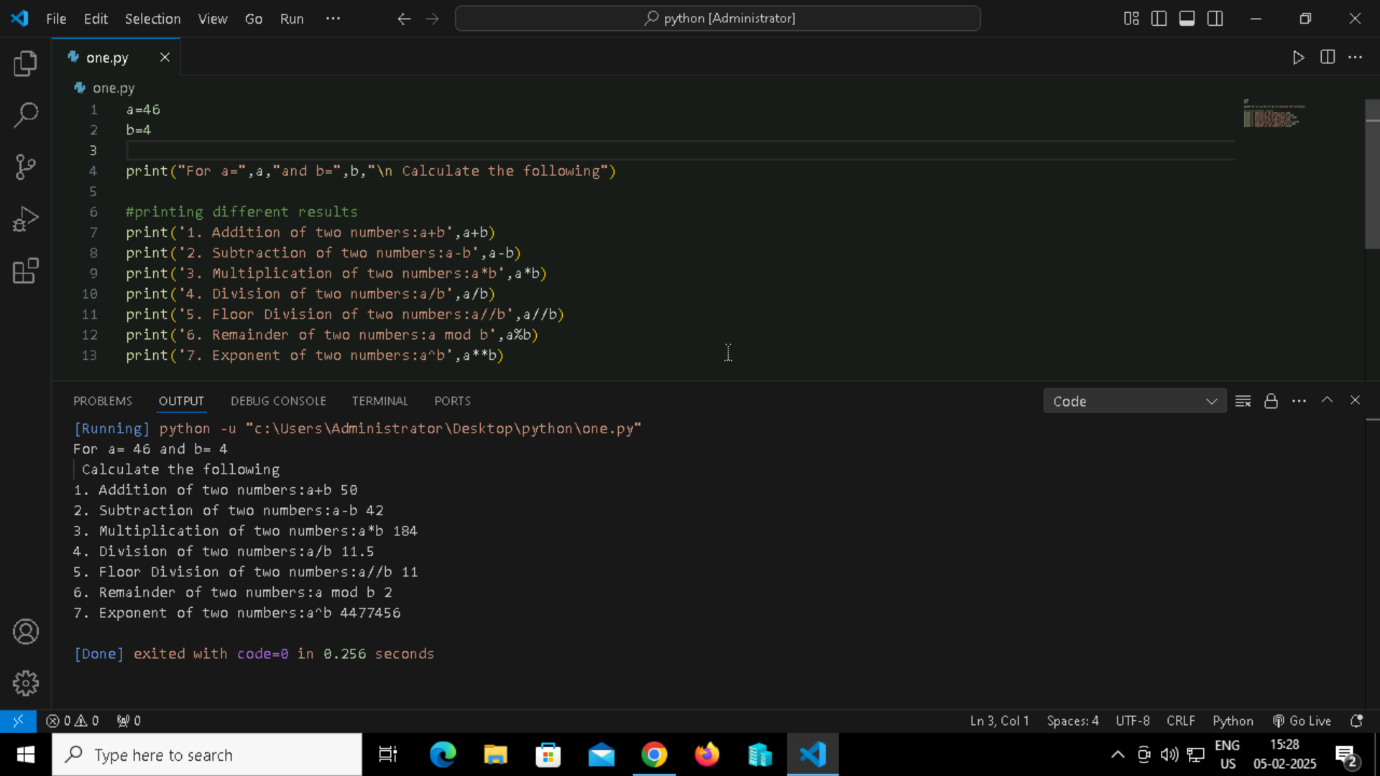 File Edit Selection View Go Run ··· python [Administrator]
one.py
one.py
1 a=46
2 b=4
3
4 print("For a=",a,"and b=",b,"\n Calculate the following")
5
6 #printing different results
7 print('1. Addition of two numbers:a+b',a+b)
8 print('2. Subtraction of two numbers:a-b',a-b)
9 print('3. Multiplication of two numbers:a*b',a*b)
10 print('4. Division of two numbers:a/b',a/b)
11 print('5. Floor Division of two numbers:a//b',a//b)
12 print('6. Remainder of two numbers:a mod b',a%b)
13 print('7. Exponent of two numbers:a^b',a**b)
PROBLEMS OUTPUT DEBUG CONSOLE TERMINAL PORTS Code
[Running] python -u "c:\Users\Administrator\Desktop\python\one.py"
For a= 46 and b= 4
Calculate the following
1. Addition of two numbers:a+b 50
2. Subtraction of two numbers:a-b 42
3. Multiplication of two numbers:a*b 184
4. Division of two numbers:a/b 11.5
5. Floor Division of two numbers:a//b 11
6. Remainder of two numbers:a mod b 2
7. Exponent of two numbers:a^b 4477456
[Done] exited with code=0 in 0.256 seconds
0 0 0 Ln 3, Col 1 Spaces: 4 UTF-8 CRLF Python Go Live
Type here to search
ENG 15:28
US 05-02-2025 2